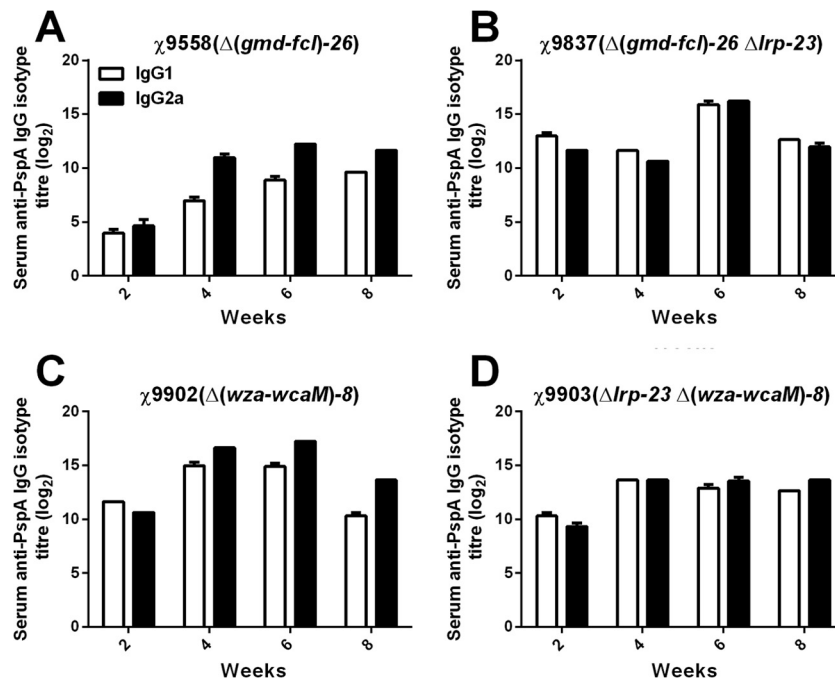 A
χ9558(Δ(gmd-fcl)-26)
Serum anti-PspA IgG isotype
titre (log2)
20
15
10
5
0
IgG1
IgG2a
2
4
6
8
Weeks
B
χ9837(Δ(gmd-fcl)-26 Δlrp-23)
Serum anti-PspA IgG isotype
titre (log2)
20
15
10
5
0
2
4
6
8
Weeks
C
χ9902(Δ(wza-wcaM)-8)
Serum anti-PspA IgG isotype
titre (log2)
20
15
10
5
0
2
4
6
8
Weeks
D
χ9903(Δlrp-23 Δ(wza-wcaM)-8)
Serum anti-PspA IgG isotype
titre (log2)
20
15
10
5
0
2
4
6
8
Weeks